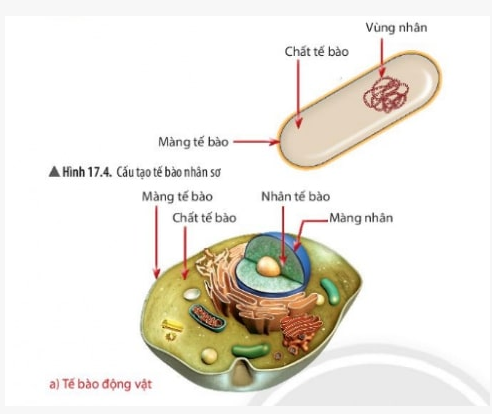 Vùng nhân
Chất tế bào
Màng tế bào
▲ Hình 17.4. Cấu tạo tế bào nhân sơ
Màng tế bào
Nhân tế bào
Chất tế bào
Màng nhân
a) Tế bào động vật